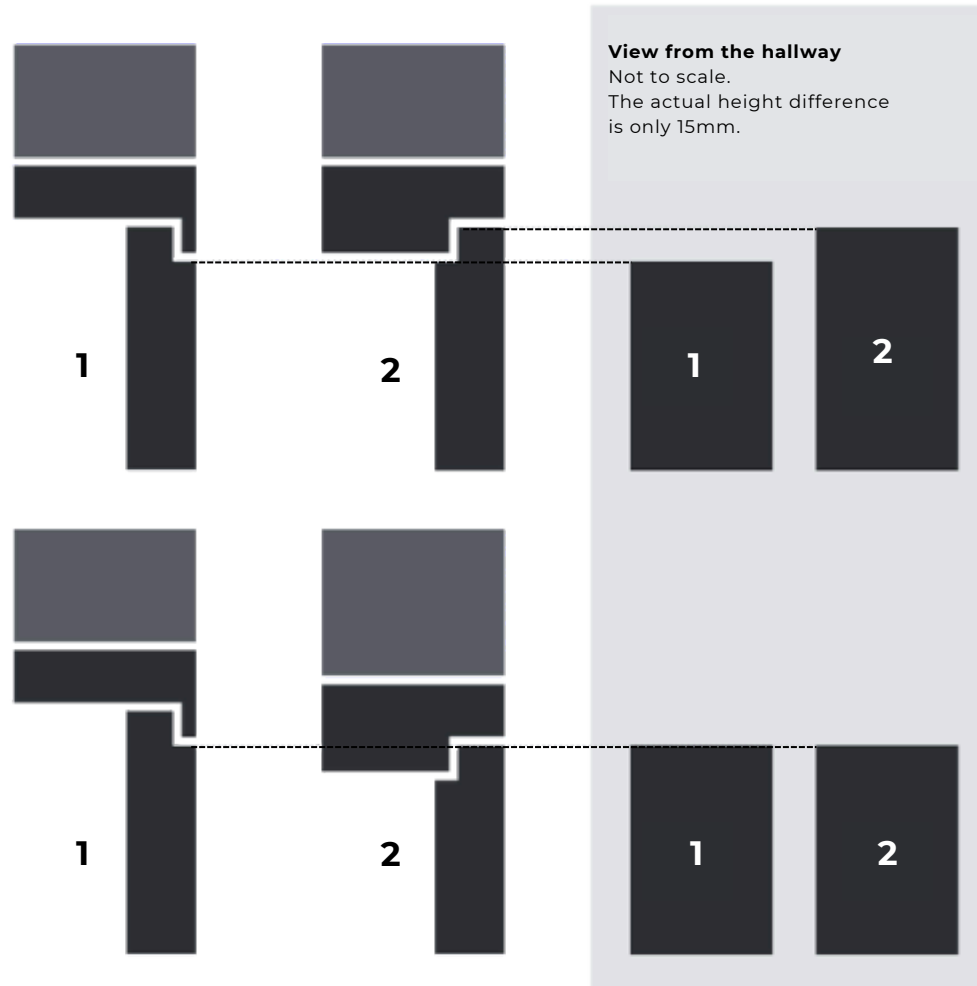 View from the hallway
Not to scale.
The actual height difference
is only 15mm.
1
2
1
2
1
2
1
2